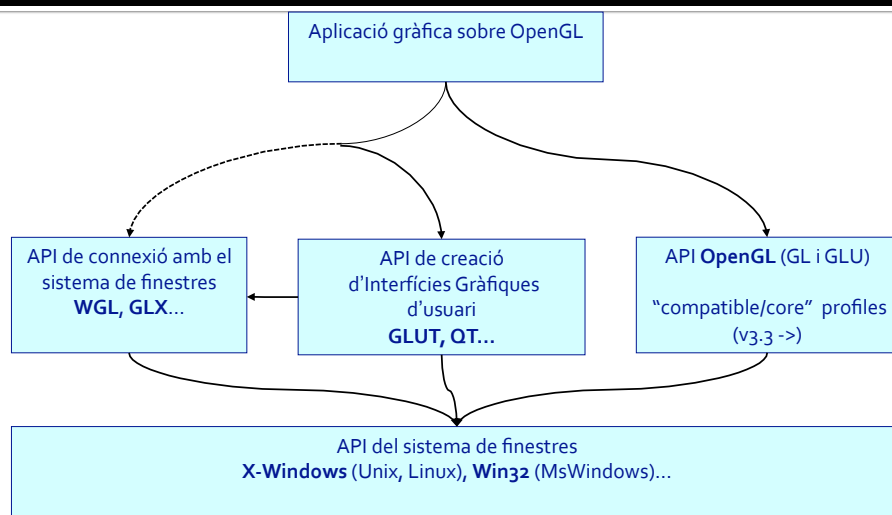 Aplicació gràfica sobre OpenGL
API de connexió amb el
sistema de finestres
WGL, GLX...
API de creació
d'Interfícies Gràfiques
d'usuari
GLUT, QT...
API OpenGL (GL i GLU)
“compatible/core” profiles
(v3.3 ->)
API del sistema de finestres
X-Windows (Unix, Linux), Win32 (MsWindows)...